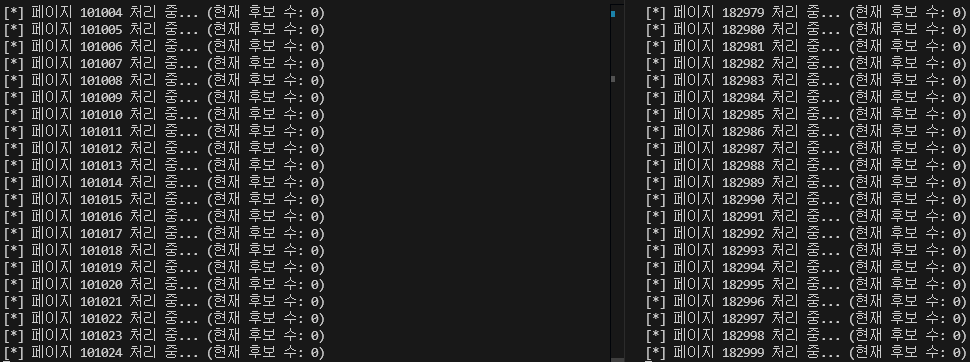 [*] 페이지 101004 처리 중... (현재 후보 수: 0)
[*] 페이지 101005 처리 중... (현재 후보 수: 0)
[*] 페이지 101006 처리 중... (현재 후보 수: 0)
[*] 페이지 101007 처리 중... (현재 후보 수: 0)
[*] 페이지 101008 처리 중... (현재 후보 수: 0)
[*] 페이지 101009 처리 중... (현재 후보 수: 0)
[*] 페이지 101010 처리 중... (현재 후보 수: 0)
[*] 페이지 101011 처리 중... (현재 후보 수: 0)
[*] 페이지 101012 처리 중... (현재 후보 수: 0)
[*] 페이지 101013 처리 중... (현재 후보 수: 0)
[*] 페이지 101014 처리 중... (현재 후보 수: 0)
[*] 페이지 101015 처리 중... (현재 후보 수: 0)
[*] 페이지 101016 처리 중... (현재 후보 수: 0)
[*] 페이지 101017 처리 중... (현재 후보 수: 0)
[*] 페이지 101018 처리 중... (현재 후보 수: 0)
[*] 페이지 101019 처리 중... (현재 후보 수: 0)
[*] 페이지 101020 처리 중... (현재 후보 수: 0)
[*] 페이지 101021 처리 중... (현재 후보 수: 0)
[*] 페이지 101022 처리 중... (현재 후보 수: 0)
[*] 페이지 101023 처리 중... (현재 후보 수: 0)
[*] 페이지 101024 처리 중... (현재 후보 수: 0)
[*] 페이지 182979 처리 중... (현재 후보 수: 0)
[*] 페이지 182980 처리 중... (현재 후보 수: 0)
[*] 페이지 182981 처리 중... (현재 후보 수: 0)
[*] 페이지 182982 처리 중... (현재 후보 수: 0)
[*] 페이지 182983 처리 중... (현재 후보 수: 0)
[*] 페이지 182984 처리 중... (현재 후보 수: 0)
[*] 페이지 182985 처리 중... (현재 후보 수: 0)
[*] 페이지 182986 처리 중... (현재 후보 수: 0)
[*] 페이지 182987 처리 중... (현재 후보 수: 0)
[*] 페이지 182988 처리 중... (현재 후보 수: 0)
[*] 페이지 182989 처리 중... (현재 후보 수: 0)
[*] 페이지 182990 처리 중... (현재 후보 수: 0)
[*] 페이지 182991 처리 중... (현재 후보 수: 0)
[*] 페이지 182992 처리 중... (현재 후보 수: 0)
[*] 페이지 182993 처리 중... (현재 후보 수: 0)
[*] 페이지 182994 처리 중... (현재 후보 수: 0)
[*] 페이지 182995 처리 중... (현재 후보 수: 0)
[*] 페이지 182996 처리 중... (현재 후보 수: 0)
[*] 페이지 182997 처리 중... (현재 후보 수: 0)
[*] 페이지 182998 처리 중... (현재 후보 수: 0)
[*] 페이지 182999 처리 중... (현재 후보 수: 0)